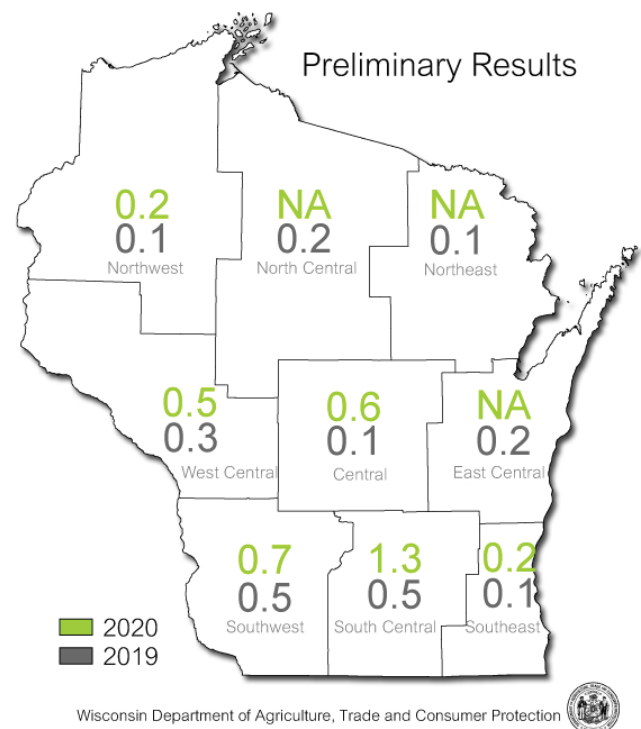 Preliminary Results
0.2
0.1
Northwest
NA
0.2
North Central
NA
0.1
Northeast
0.5
0.3
West Central
0.6
0.1
Central
NA
0.2
East Central
0.7
0.5
Southwest
1.3
0.5
South Central
0.2
0.1
Southeast
2020
2019
Wisconsin Department of Agriculture, Trade and Consumer Protection